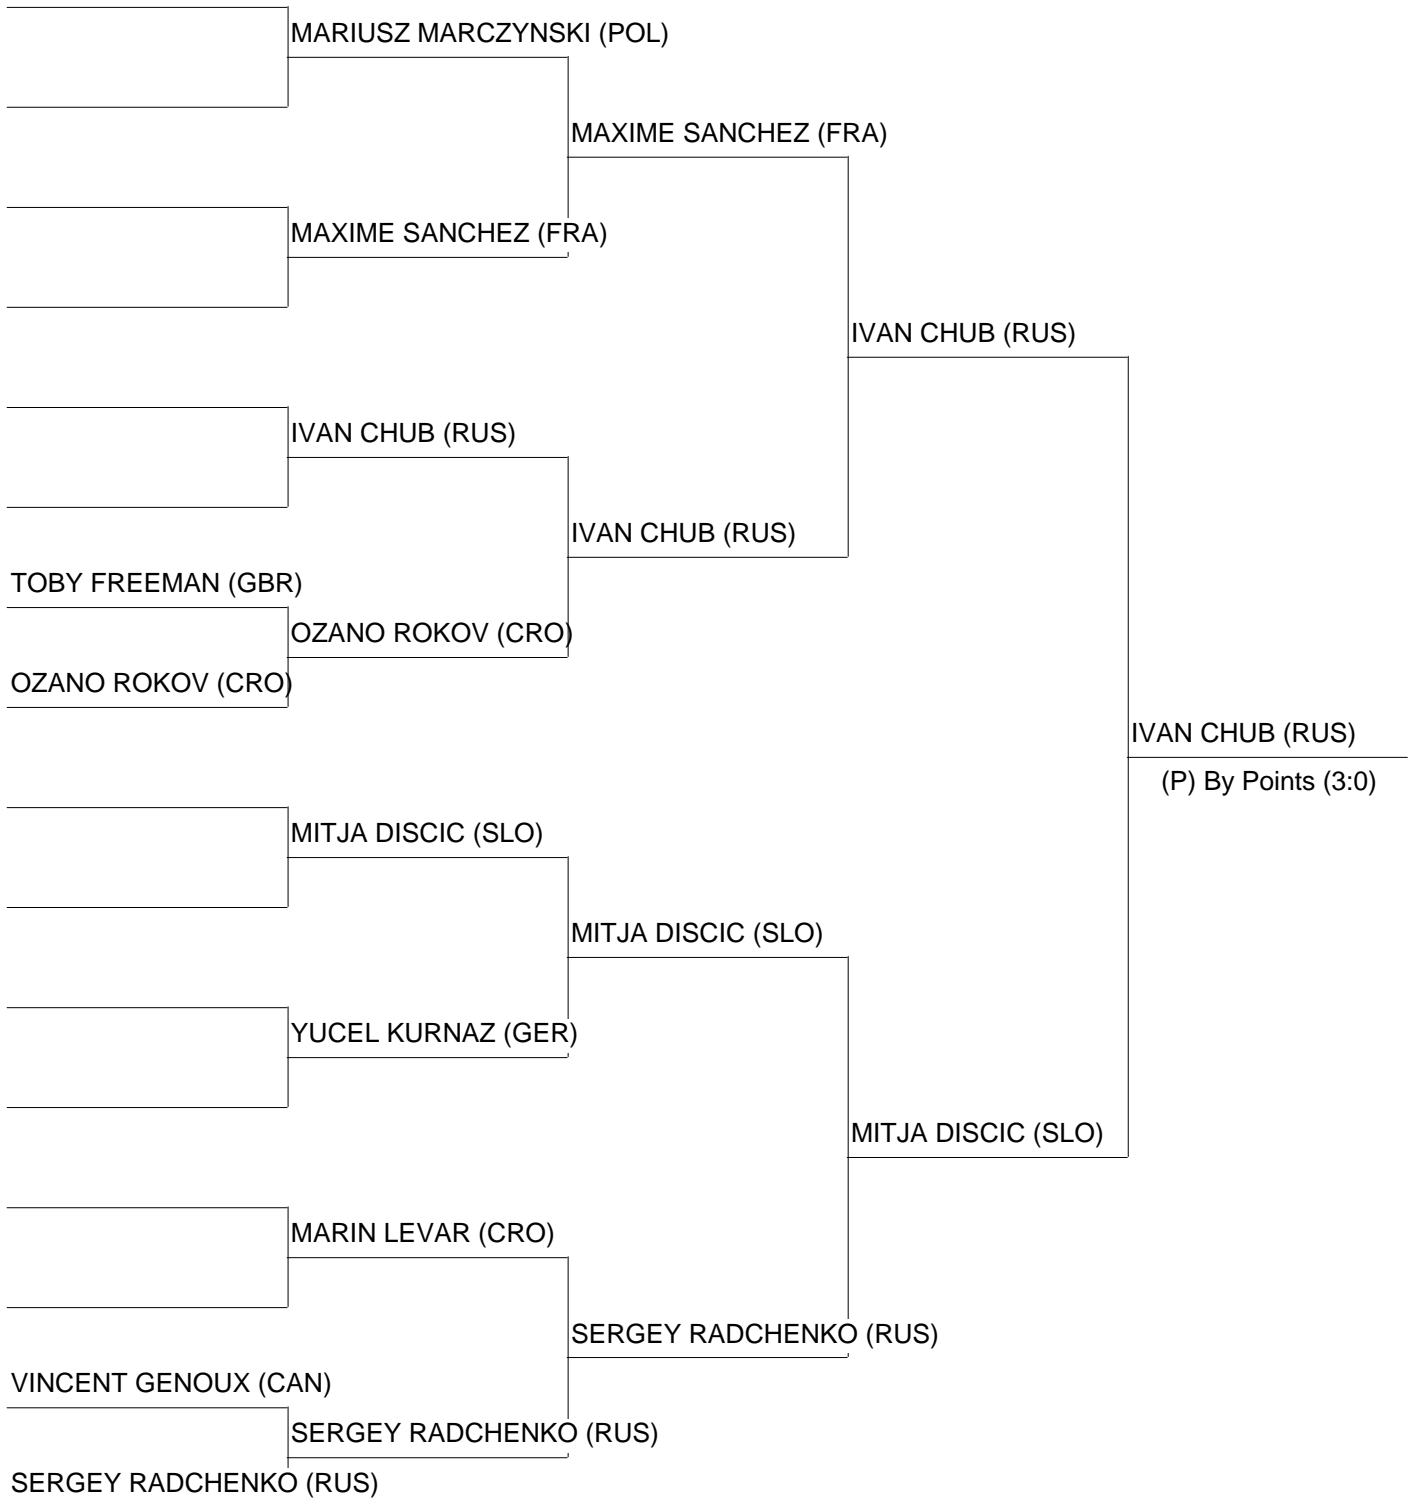 MARIUSZ MARCZYNSKI (POL)
MAXIME SANCHEZ (FRA)
MAXIME SANCHEZ (FRA)
IVAN CHUB (RUS)
IVAN CHUB (RUS)
IVAN CHUB (RUS)
TOBY FREEMAN (GBR)
OZANO ROKOV (CRO)
OZANO ROKOV (CRO)
IVAN CHUB (RUS)
(P) By Points (3:0)
MITJA DISCIC (SLO)
MITJA DISCIC (SLO)
YUCEL KURNAZ (GER)
MITJA DISCIC (SLO)
MARIN LEVAR (CRO)
SERGEY RADCHENKO (RUS)
VINCENT GENOUX (CAN)
SERGEY RADCHENKO (RUS)
SERGEY RADCHENKO (RUS)